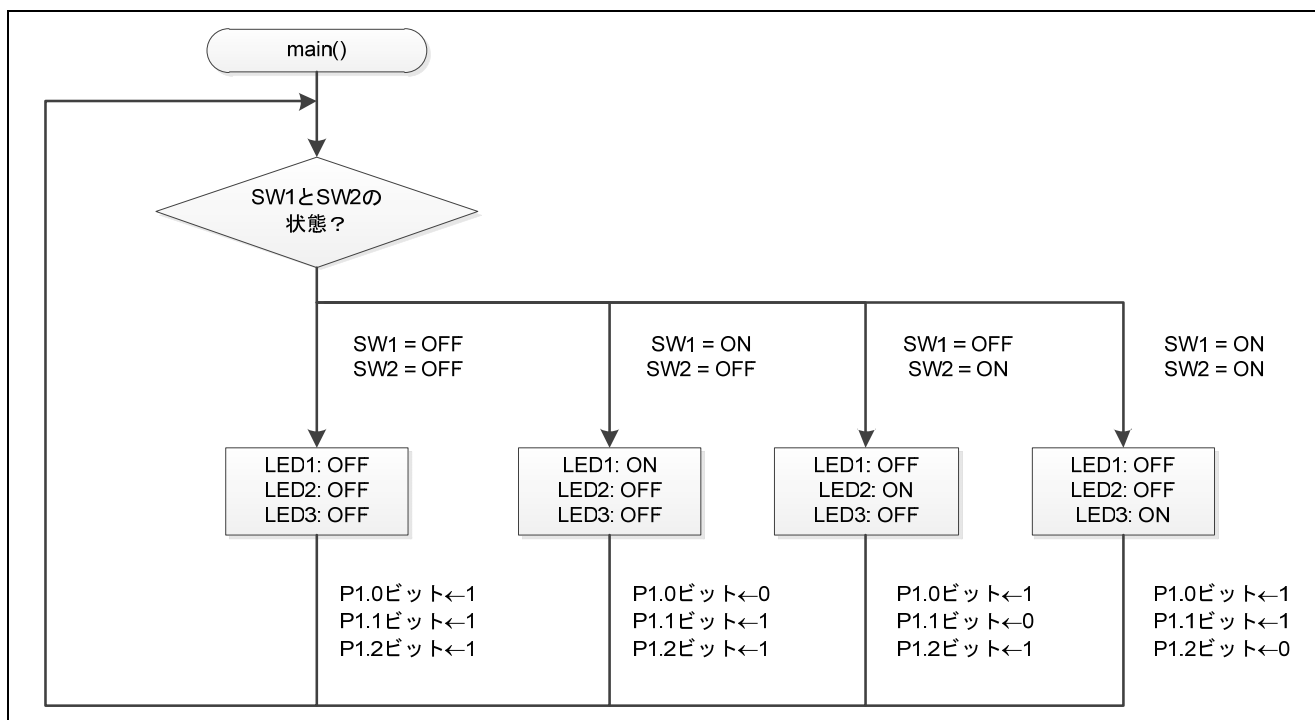 main()
SW1とSW2の
状態？
SW1 = OFF
SW2 = OFF
SW1 = ON
SW2 = OFF
SW1 = OFF
SW2 = ON
SW1 = ON
SW2 = ON
LED1: OFF
LED2: OFF
LED3: OFF
LED1: ON
LED2: OFF
LED3: OFF
LED1: OFF
LED2: ON
LED3: OFF
LED1: OFF
LED2: OFF
LED3: ON
P1.0ビット←1
P1.1ビット←1
P1.2ビット←1
P1.0ビット←0
P1.1ビット←1
P1.2ビット←1
P1.0ビット←1
P1.1ビット←0
P1.2ビット←1
P1.0ビット←1
P1.1ビット←1
P1.2ビット←0